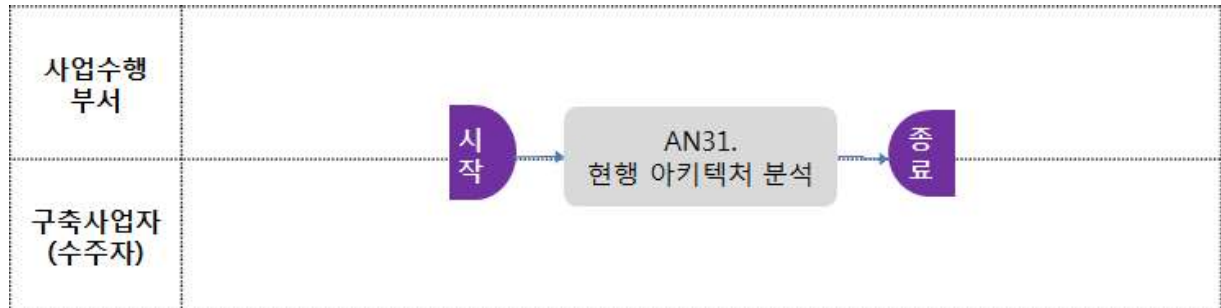 사업수행
부서
시
작
AN31.
현행 아키텍처 분석
종
료
구축사업자
(수주자)